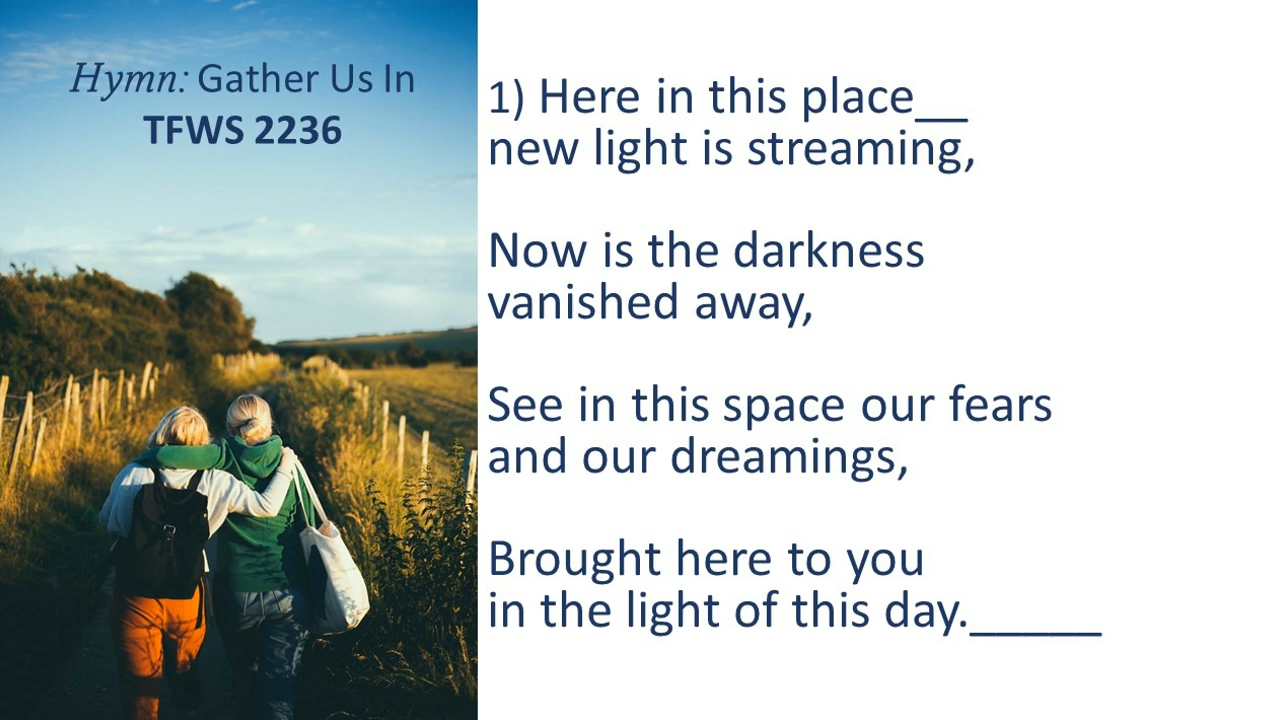 Hymn: Gather Us In
TFWS 2236
1) Here in this place__
new light is streaming,
Now is the darkness
vanished away,
See in this space our fears
and our dreamings,
Brought here to you
in the light of this day._____